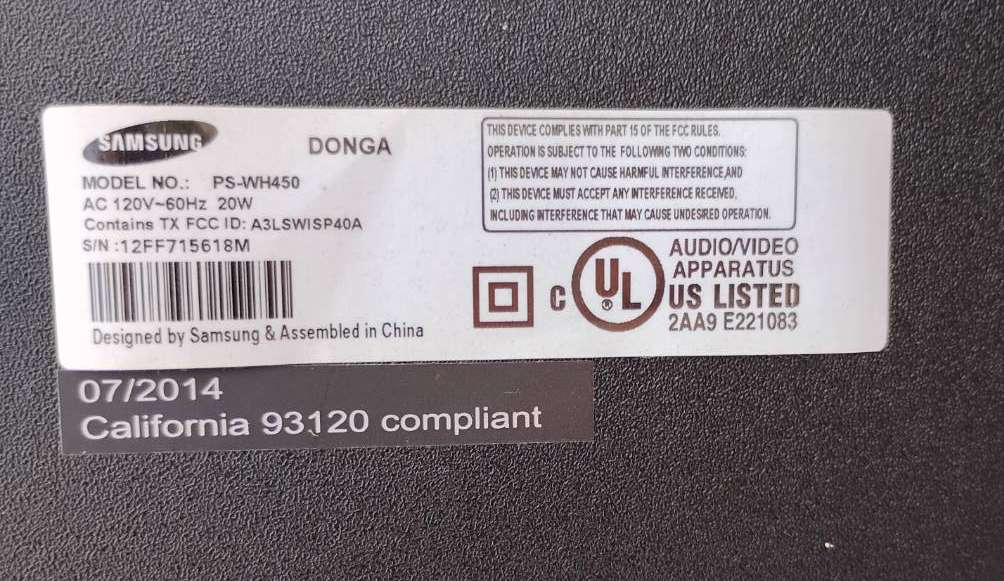 SAMSUNG
DONGA
MODEL NO.: PS-WH450
AC 120V~60Hz 20W
Contains TX FCC ID: A3LSWISP40A
S/N :12FF715618M
Designed by Samsung & Assembled in China
THIS DEVICE COMPLIES WITH PART 15 OF THE FCC RULES.
OPERATION IS SUBJECT TO THE FOLLOWING TWO CONDITIONS:
(1) THIS DEVICE MAY NOT CAUSE HARMFUL INTERFERENCE,AND
(2) THIS DEVICE MUST ACCEPT ANY INTERFERENCE RECEIVED,
INCLUDING INTERFERENCE THAT MAY CAUSE UNDESIRED OPERATION.
C UL ®
AUDIO/VIDEO
APPARATUS
US LISTED
2AA9 E221083
07/2014
California 93120 compliant